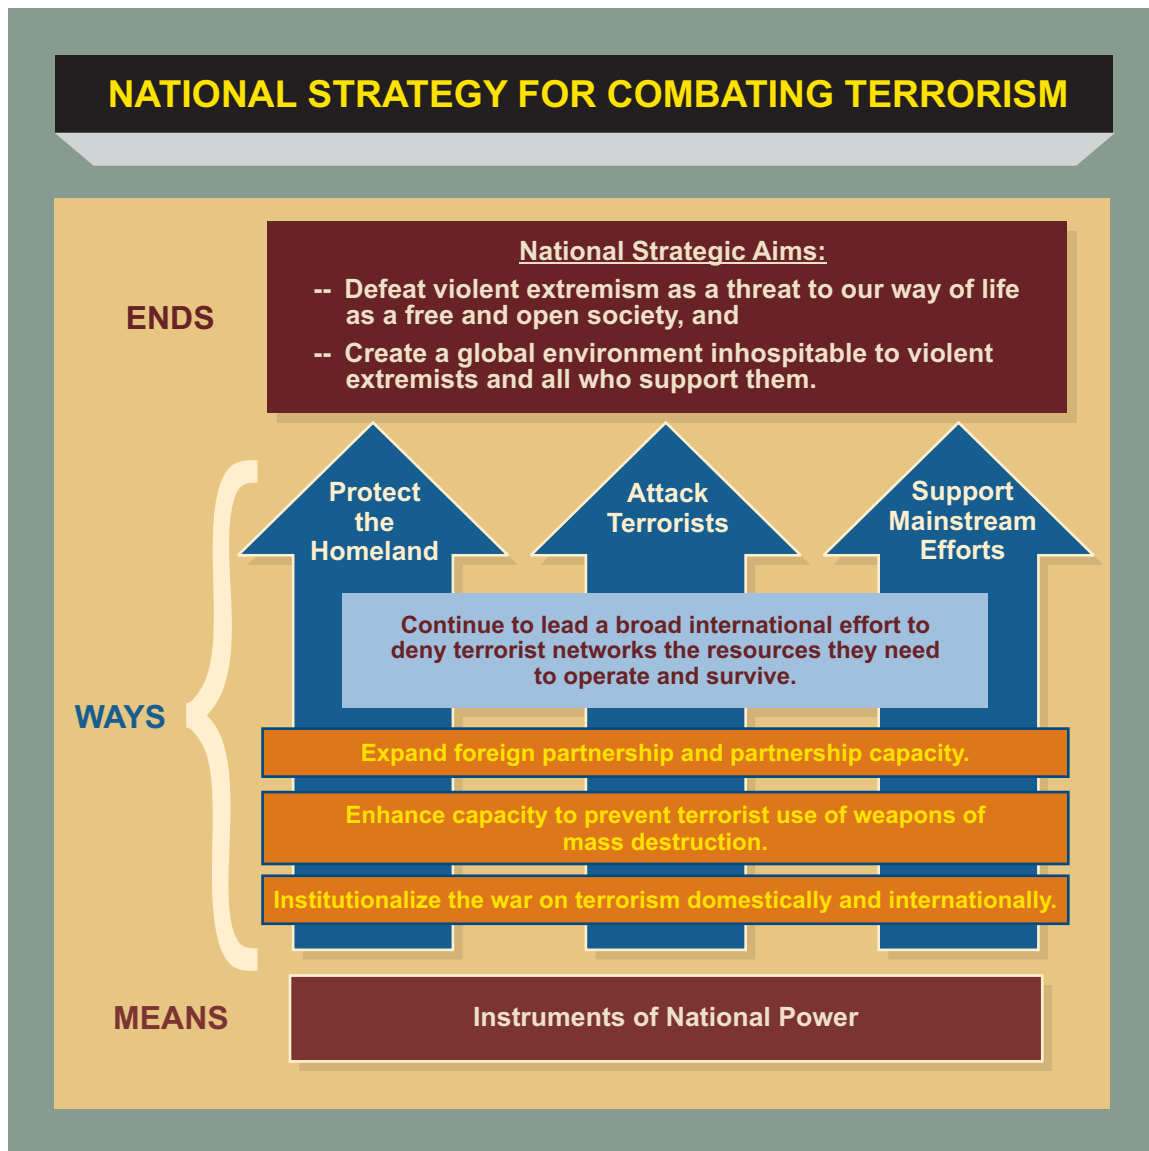 NATIONAL STRATEGY FOR COMBATING TERRORISM
ENDS
National Strategic Aims:
-- Defeat violent extremism as a threat to our way of life
as a free and open society, and
-- Create a global environment inhospitable to violent
extremists and all who support them.
WAYS
Protect
the
Homeland
Attack
Terrorists
Support
Mainstream
Efforts
Continue to lead a broad international effort to
deny terrorist networks the resources they need
to operate and survive.
Expand foreign partnership and partnership capacity.
Enhance capacity to prevent terrorist use of weapons of
mass destruction.
Institutionalize the war on terrorism domestically and internationally.
MEANS
Instruments of National Power